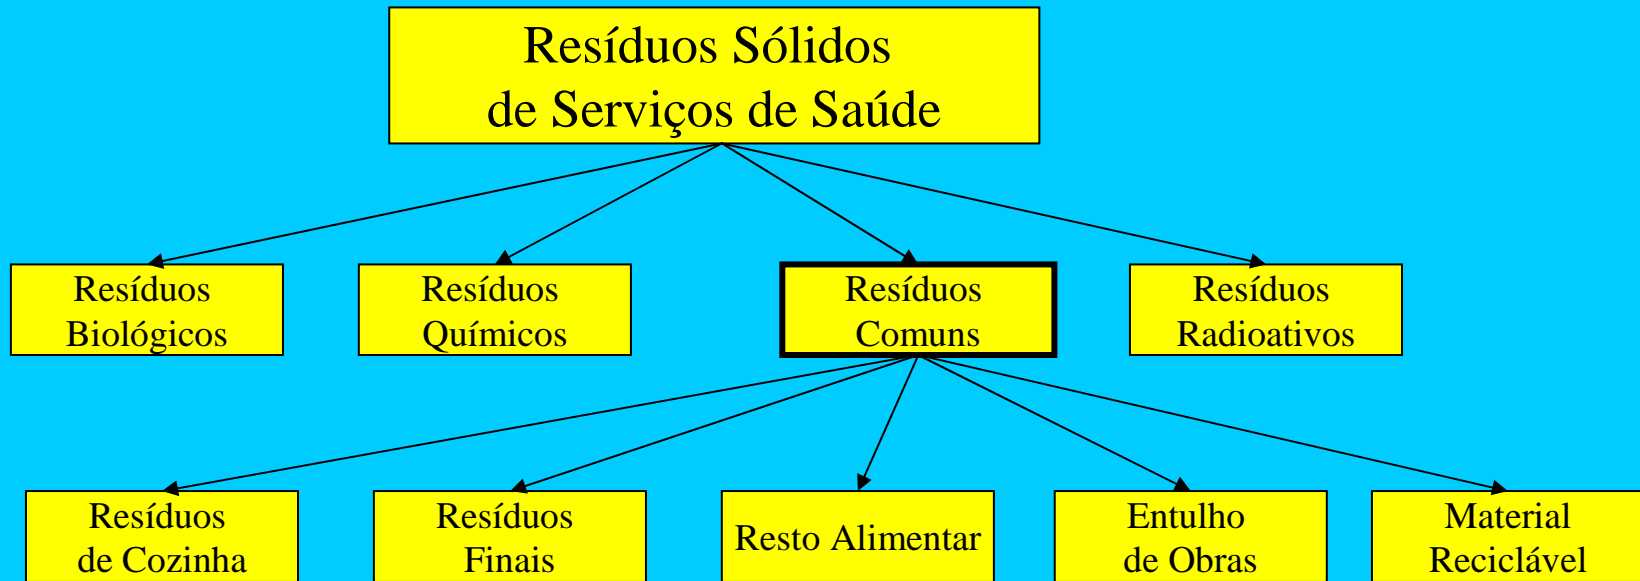 Resíduos Sólidos
de Serviços de Saúde
Resíduos
Biológicos
Resíduos
Químicos
Resíduos
Comuns
Resíduos
Radioativos
Resíduos
de Cozinha
Resíduos
Finais
Resto Alimentar
Entulho
de Obras
Material
Reciclável